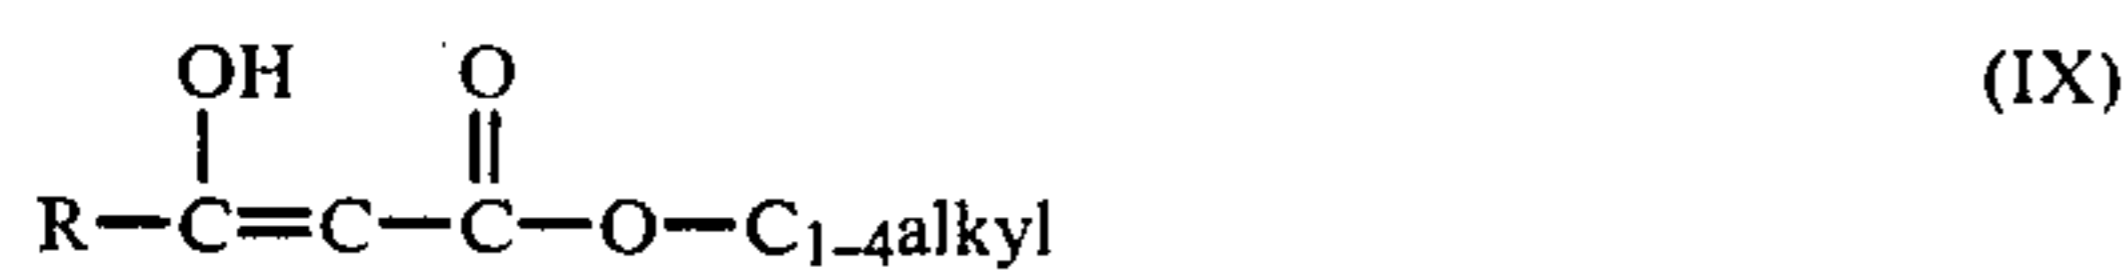 OH O (IX)
R—C=C—C—O—C1–4alkyl